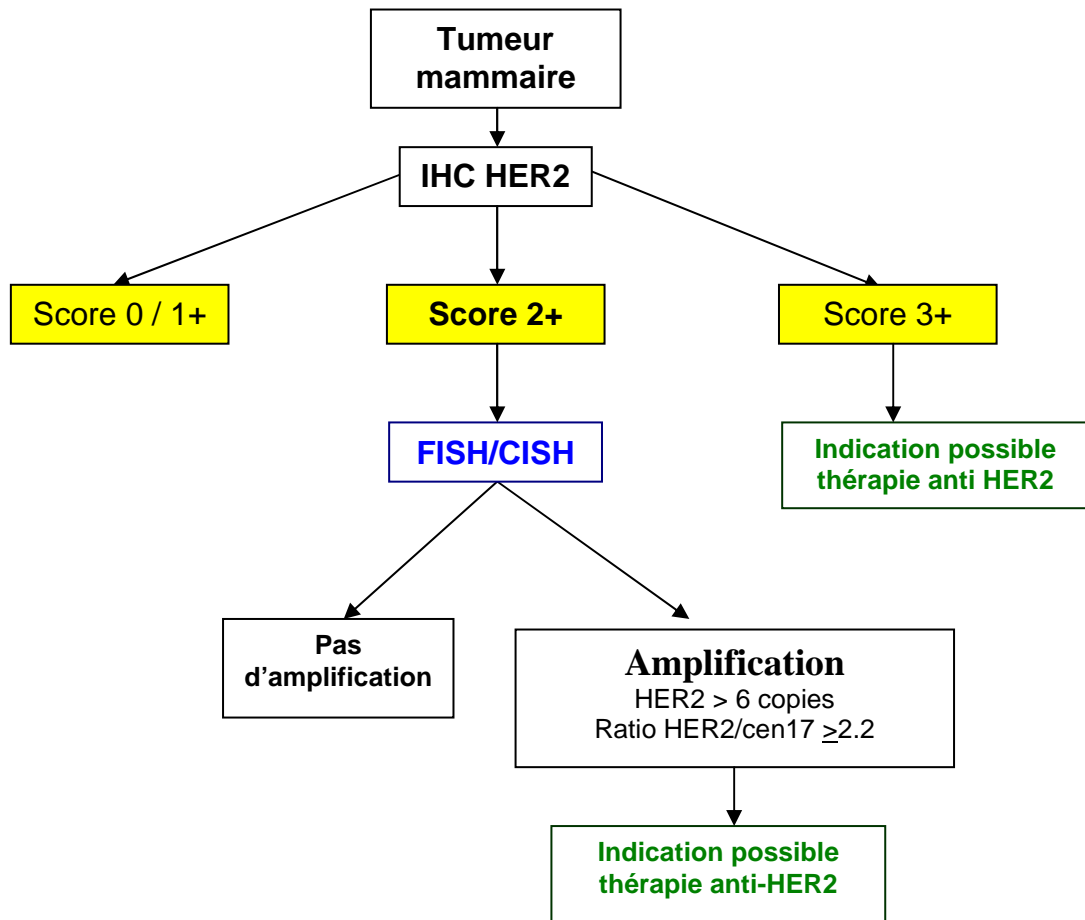 Tumeur
mammaire
IHC HER2
Score 0 / 1+
Score 2+
Score 3+
FISH/CISH
Indication possible
thérapie anti HER2
Pas
d’amplification
Amplification
HER2 > 6 copies
Ratio HER2/cen17 >2.2
Indication possible
thérapie anti-HER2